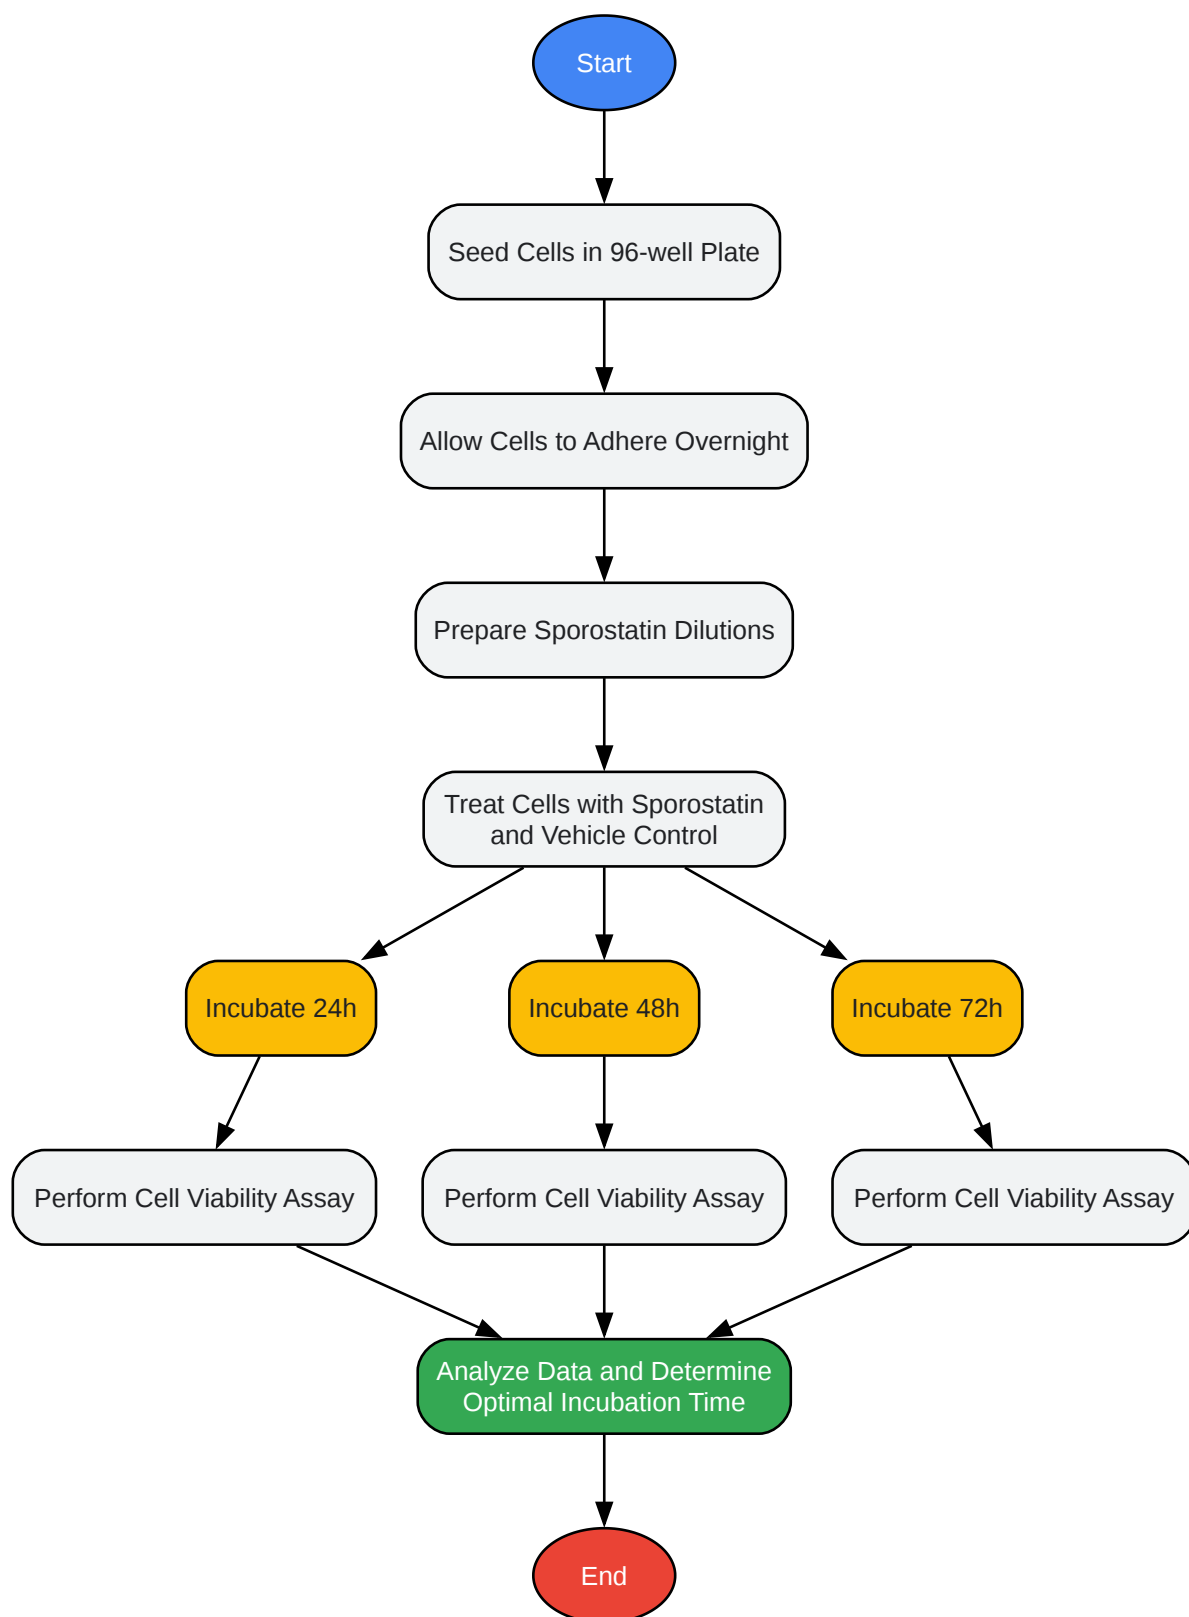 Start
Seed Cells in 96-well Plate
Allow Cells to Adhere Overnight
Prepare Sporostatin Dilutions
Treat Cells with Sporostatin
and Vehicle Control
Incubate 24h
Incubate 48h
Incubate 72h
Perform Cell Viability Assay
Perform Cell Viability Assay
Perform Cell Viability Assay
Analyze Data and Determine
Optimal Incubation Time
End